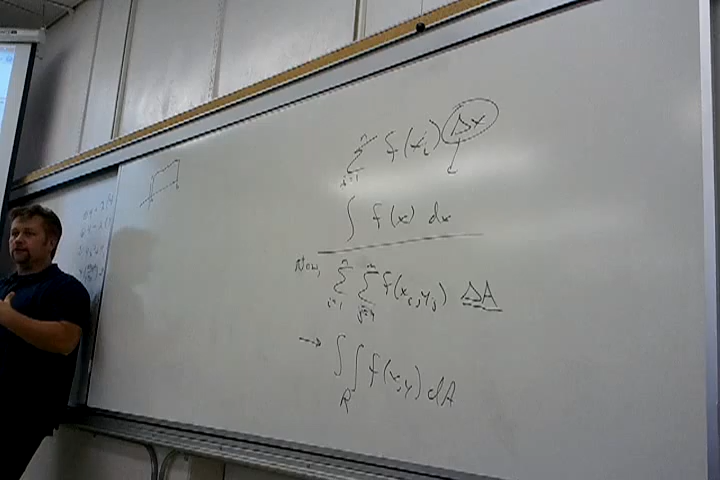 n
∑ f(xᵢ) Δx
i=1
∫ f(x) dx
Now, n m
∑ ∑ f(xᵢ, yⱼ) ΔA
i=1 j=1
→ ∫∫ f(x,y) dA
R